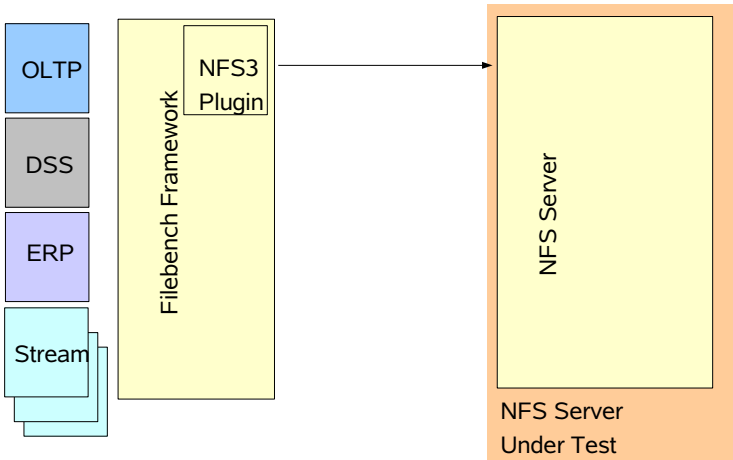 OLTP
DSS
ERP
Stream
Filebench Framework
NFS3
Plugin
NFS Server
NFS Server
Under Test